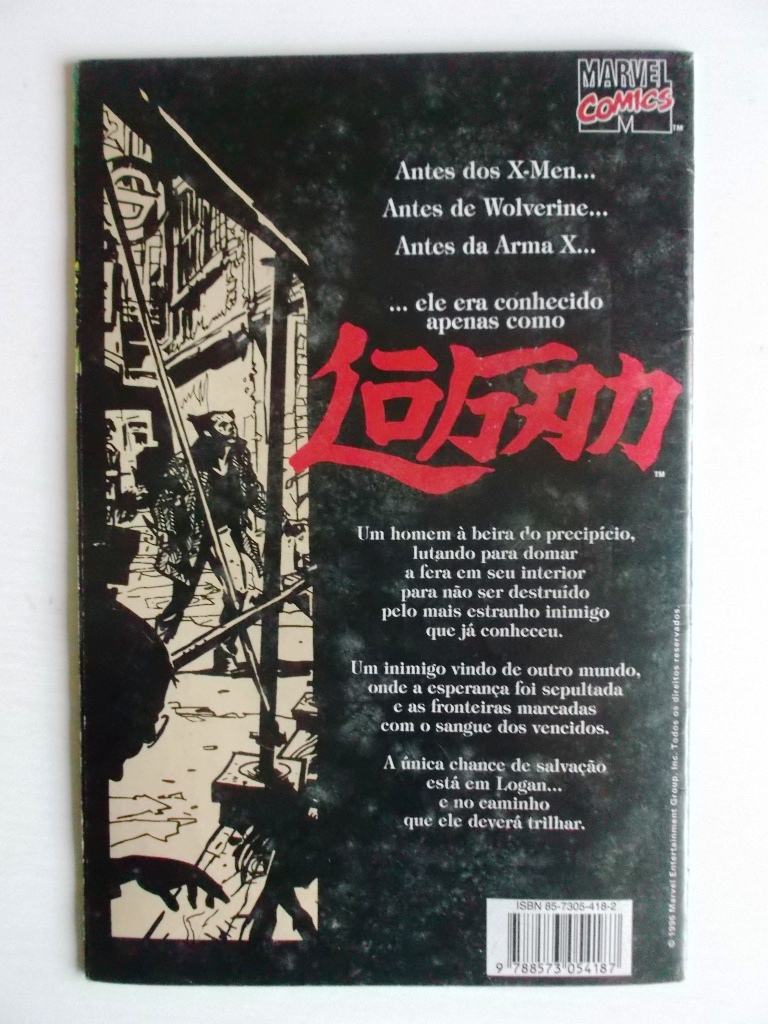 MARVEL
COMICS
M
TM
Antes dos X-Men...
Antes de Wolverine...
Antes da Arma X...
... ele era conhecido
apenas como
LOGAN
TM
Um homem à beira do precipício,
lutando para domar
a fera em seu interior
para não ser destruído
pelo mais estranho inimigo
que já conheceu.
Um inimigo vindo de outro mundo,
onde a esperança foi sepultada
e as fronteiras marcadas
com o sangue dos vencidos.
A única chance de salvação
está em Logan...
e no caminho
que ele deverá trilhar.
© 1996 Marvel Entertainment Group, Inc. Todos os direitos reservados.
ISBN 85-7305-418-2
9 788573 054187